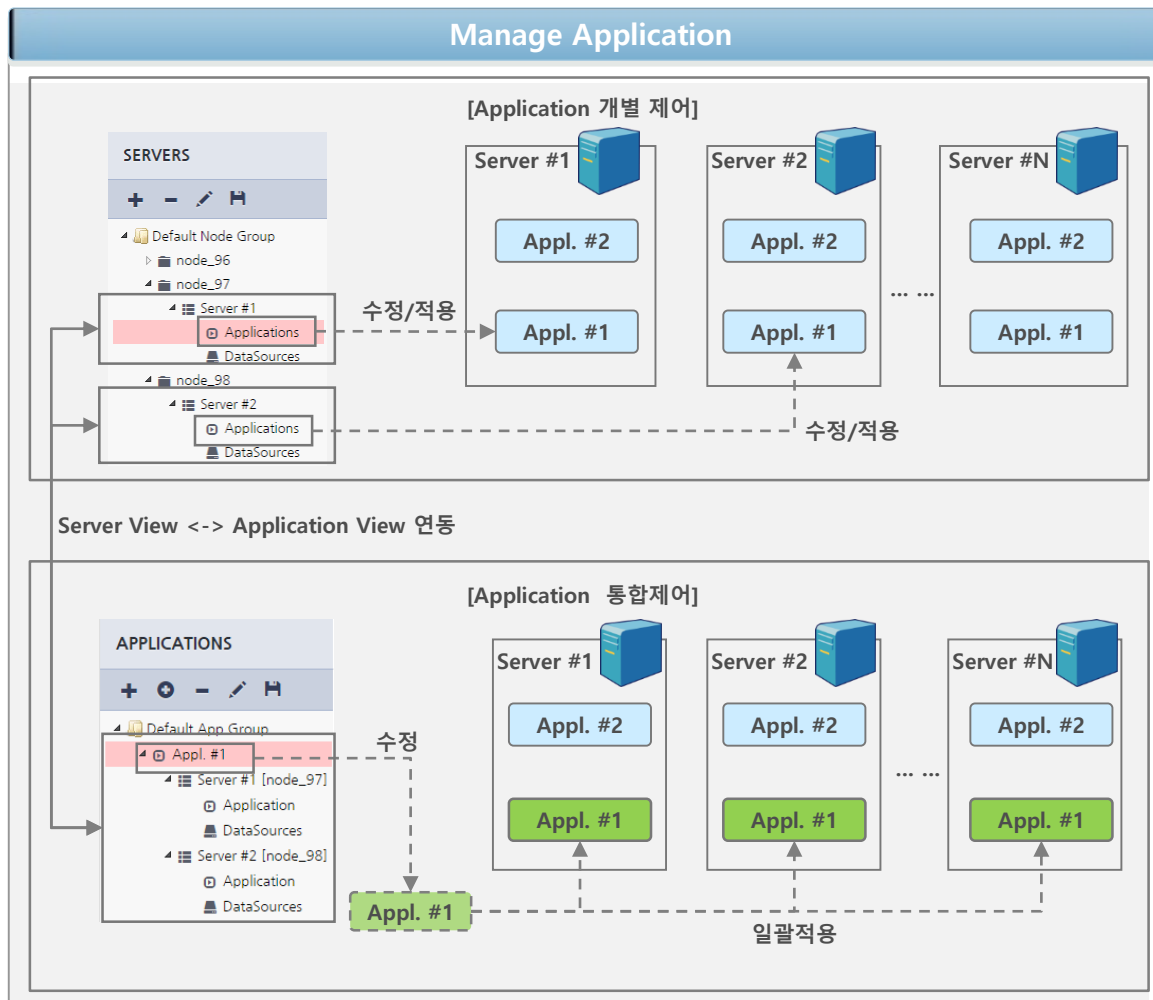 Manage Application
[Application 개별 제어]
SERVERS
Default Node Group
node_96
node_97
Server #1
Applications
DataSources
node_98
Server #2
Applications
DataSources
수정/적용
수정/적용
Server #1
Appl. #2
Appl. #1
Server #2
Appl. #2
Appl. #1
... ...
Server #N
Appl. #2
Appl. #1
Server View <-> Application View 연동
[Application 통합제어]
APPLICATIONS
Default App Group
Appl. #1
Server #1 [node_97]
Application
DataSources
Server #2 [node_98]
Application
DataSources
수정
Appl. #1
일괄적용
Server #1
Appl. #2
Appl. #1
Server #2
Appl. #2
Appl. #1
... ...
Server #N
Appl. #2
Appl. #1